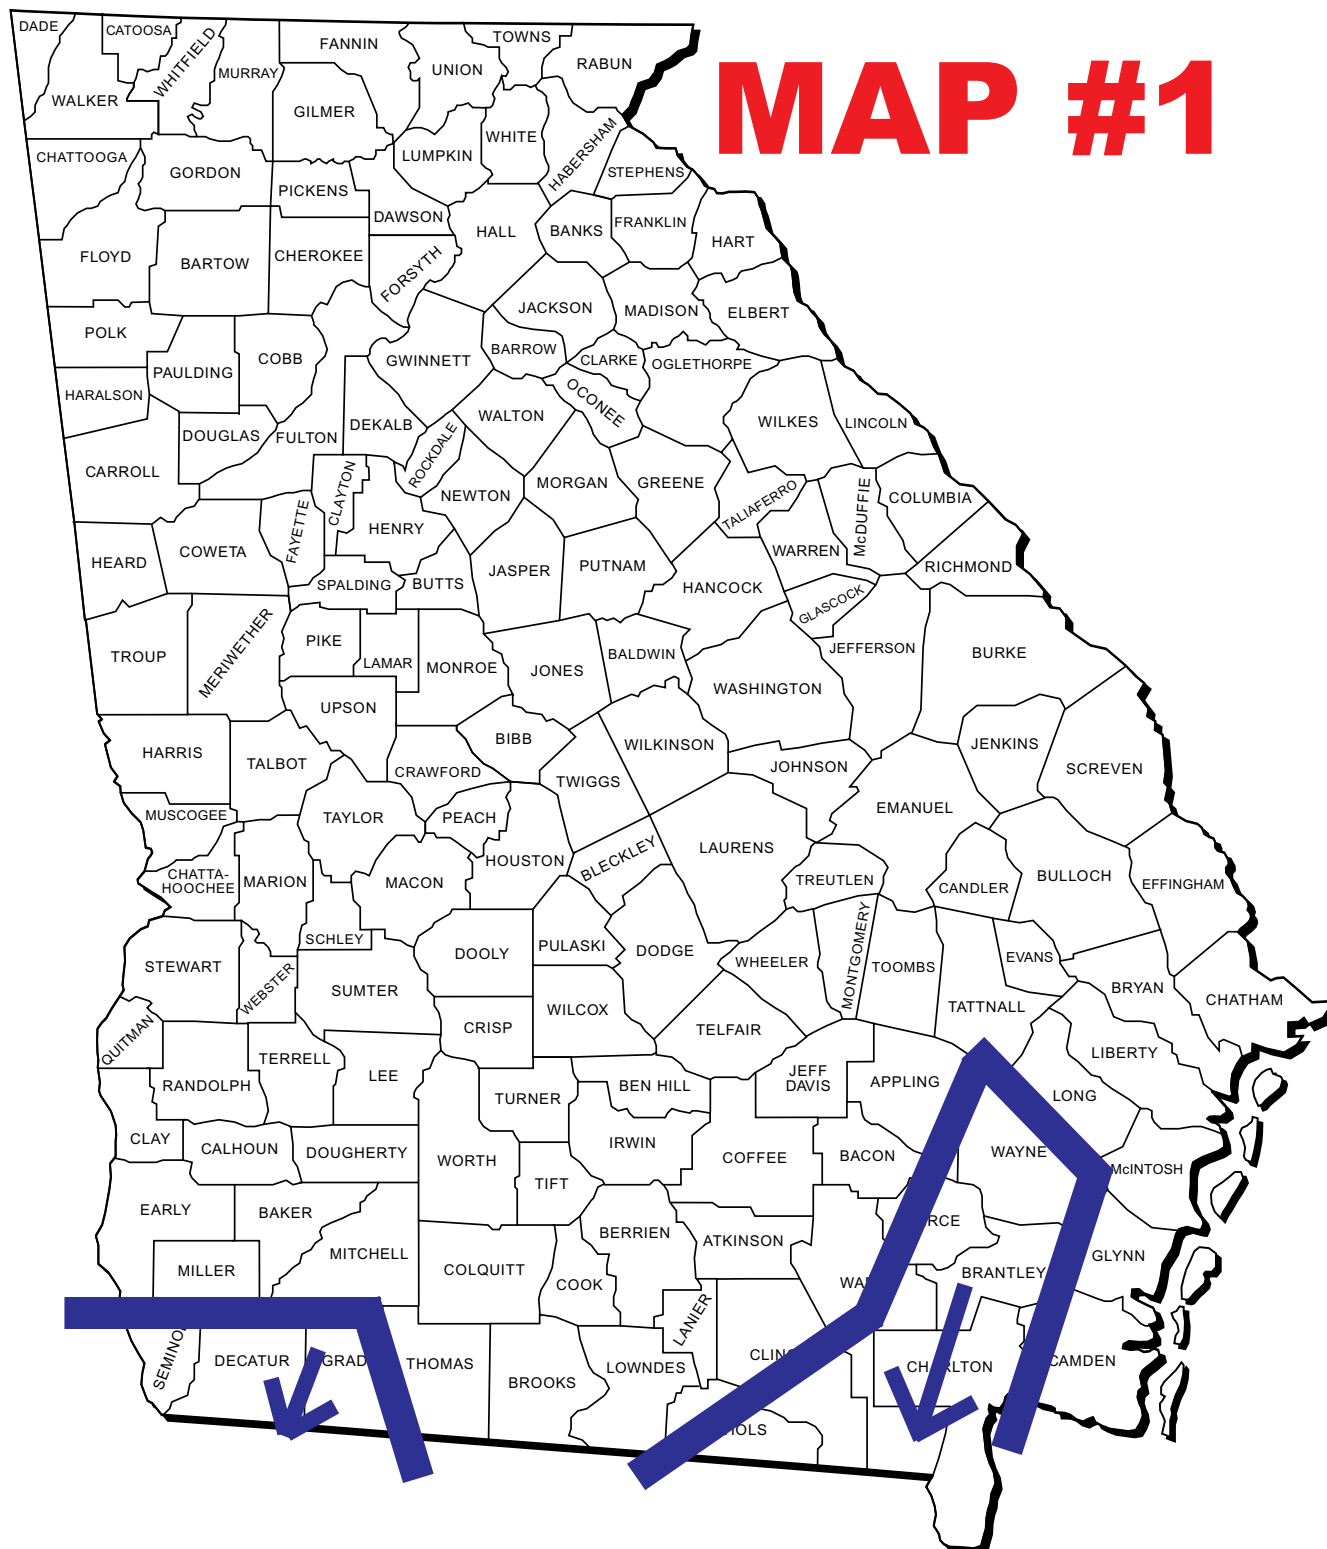 MAP #1
DADE
CATOOSA
WHITFIELD
MURRAY
FANNIN
UNION
TOWNS
RABUN
WALKER
GILMER
WHITE
HABERSHAM
LUMPKIN
STEPHENS
CHATTOOGA
GORDON
PICKENS
DAWSON
HALL
BANKS
FRANKLIN
HART
FLOYD
BARTOW
CHEROKEE
FORSYTH
JACKSON
MADISON
ELBERT
POLK
PAULDING
COBB
GWINNETT
BARROW
CLARKE
OGLETHORPE
HARALSON
OCONEE
DOUGLAS
FULTON
DEKALB
ROCKDALE
WALTON
WILKES
LINCOLN
CARROLL
CLAYTON
NEWTON
MORGAN
GREENE
TALIAFERRO
McDUFFIE
COLUMBIA
HEARD
COWETA
FAYETTE
HENRY
SPALDING
BUTTS
JASPER
PUTNAM
HANCOCK
WARREN
RICHMOND
GLASCOCK
TROUP
MERIWETHER
PIKE
LAMAR
MONROE
JONES
BALDWIN
JEFFERSON
BURKE
WASHINGTON
UPSON
HARRIS
TALBOT
CRAWFORD
BIBB
WILKINSON
TWIGGS
JOHNSON
JENKINS
SCREVEN
MUSCOGEE
TAYLOR
PEACH
EMANUEL
CHATTA-
HOOCHEE
MARION
MACON
HOUSTON
BLECKLEY
LAURENS
TREUTLEN
CANDLER
BULLOCH
EFFINGHAM
SCHLEY
STEWART
WEBSTER
SUMTER
DOOLY
PULASKI
DODGE
WHEELER
MONTGOMERY
TOOMBS
EVANS
TATTNALL
BRYAN
CHATHAM
QUITMAN
CRISP
WILCOX
TELFAIR
LIBERTY
RANDOLPH
TERRELL
LEE
TURNER
BEN HILL
JEFF
DAVIS
APPLING
LONG
CLAY
CALHOUN
DOUGHERTY
WORTH
IRWIN
TIFT
COFFEE
BACON
WAYNE
McINTOSH
EARLY
BAKER
MITCHELL
MILLER
COLQUITT
COOK
BERRIEN
ATKINSON
LANIER
WA
RCE
BRANTLEY
GLYNN
SEMINO
DECATUR
GRAD
THOMAS
BROOKS
LOWNDES
CLINC
CH RLTON
CAMDEN
HOLS